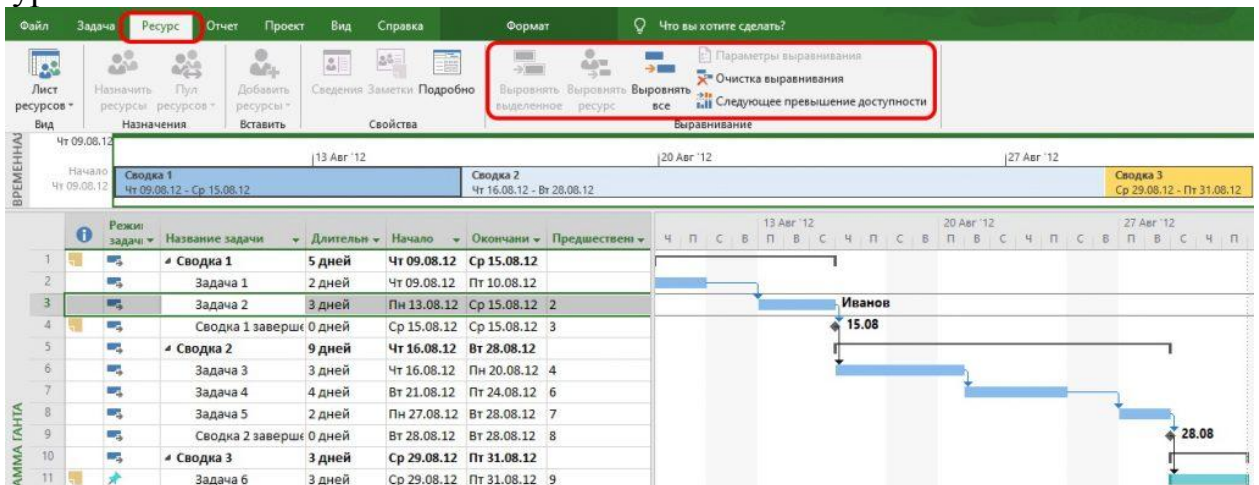 Файл Задача Ресурс Отчет Проект Вид Справка Формат Что вы хотите сделать?
Лист ресурсов
Назначить ресурсы
Пул ресурсов
Добавить ресурсы
Сведения Заметки Подробно
Выровнять выделенное
Выровнять ресурс
Выровнять все
Параметры выравнивания
Очистка выравнивания
Следующее превышение доступности
Вид Назначения Вставить Свойства Выравнивание
ВРЕМЕННАЯ
Чт 09.08.12
13 Авг '12 20 Авг '12 27 Авг '12
Начало
Чт 09.08.12
Сводка 1
Чт 09.08.12 - Ср 15.08.12
Сводка 2
Чт 16.08.12 - Вт 28.08.12
Сводка 3
Ср 29.08.12 - Пт 31.08.12
13 Авг '12 20 Авг '12 27 Авг '12
Режим задачи Название задачи Длительн Начало Окончани Предшествен
Ч П С В П В С Ч П С В П В С Ч П С В П В С Ч П
1 Сводка 1 5 дней Чт 09.08.12 Ср 15.08.12
2 Задача 1 2 дней Чт 09.08.12 Пт 10.08.12
3 Задача 2 3 дней Пн 13.08.12 Ср 15.08.12 2 Иванов
4 Сводка 1 заверше 0 дней Ср 15.08.12 Ср 15.08.12 3 15.08
5 Сводка 2 9 дней Чт 16.08.12 Вт 28.08.12
6 Задача 3 3 дней Чт 16.08.12 Пн 20.08.12 4
7 Задача 4 4 дней Вт 21.08.12 Пт 24.08.12 6
8 Задача 5 2 дней Пн 27.08.12 Вт 28.08.12 7
9 Сводка 2 заверше 0 дней Вт 28.08.12 Вт 28.08.12 8 28.08
10 Сводка 3 3 дней Ср 29.08.12 Пт 31.08.12
11 Задача 6 3 дней Ср 29.08.12 Пт 31.08.12 9
АММА ГАНТА